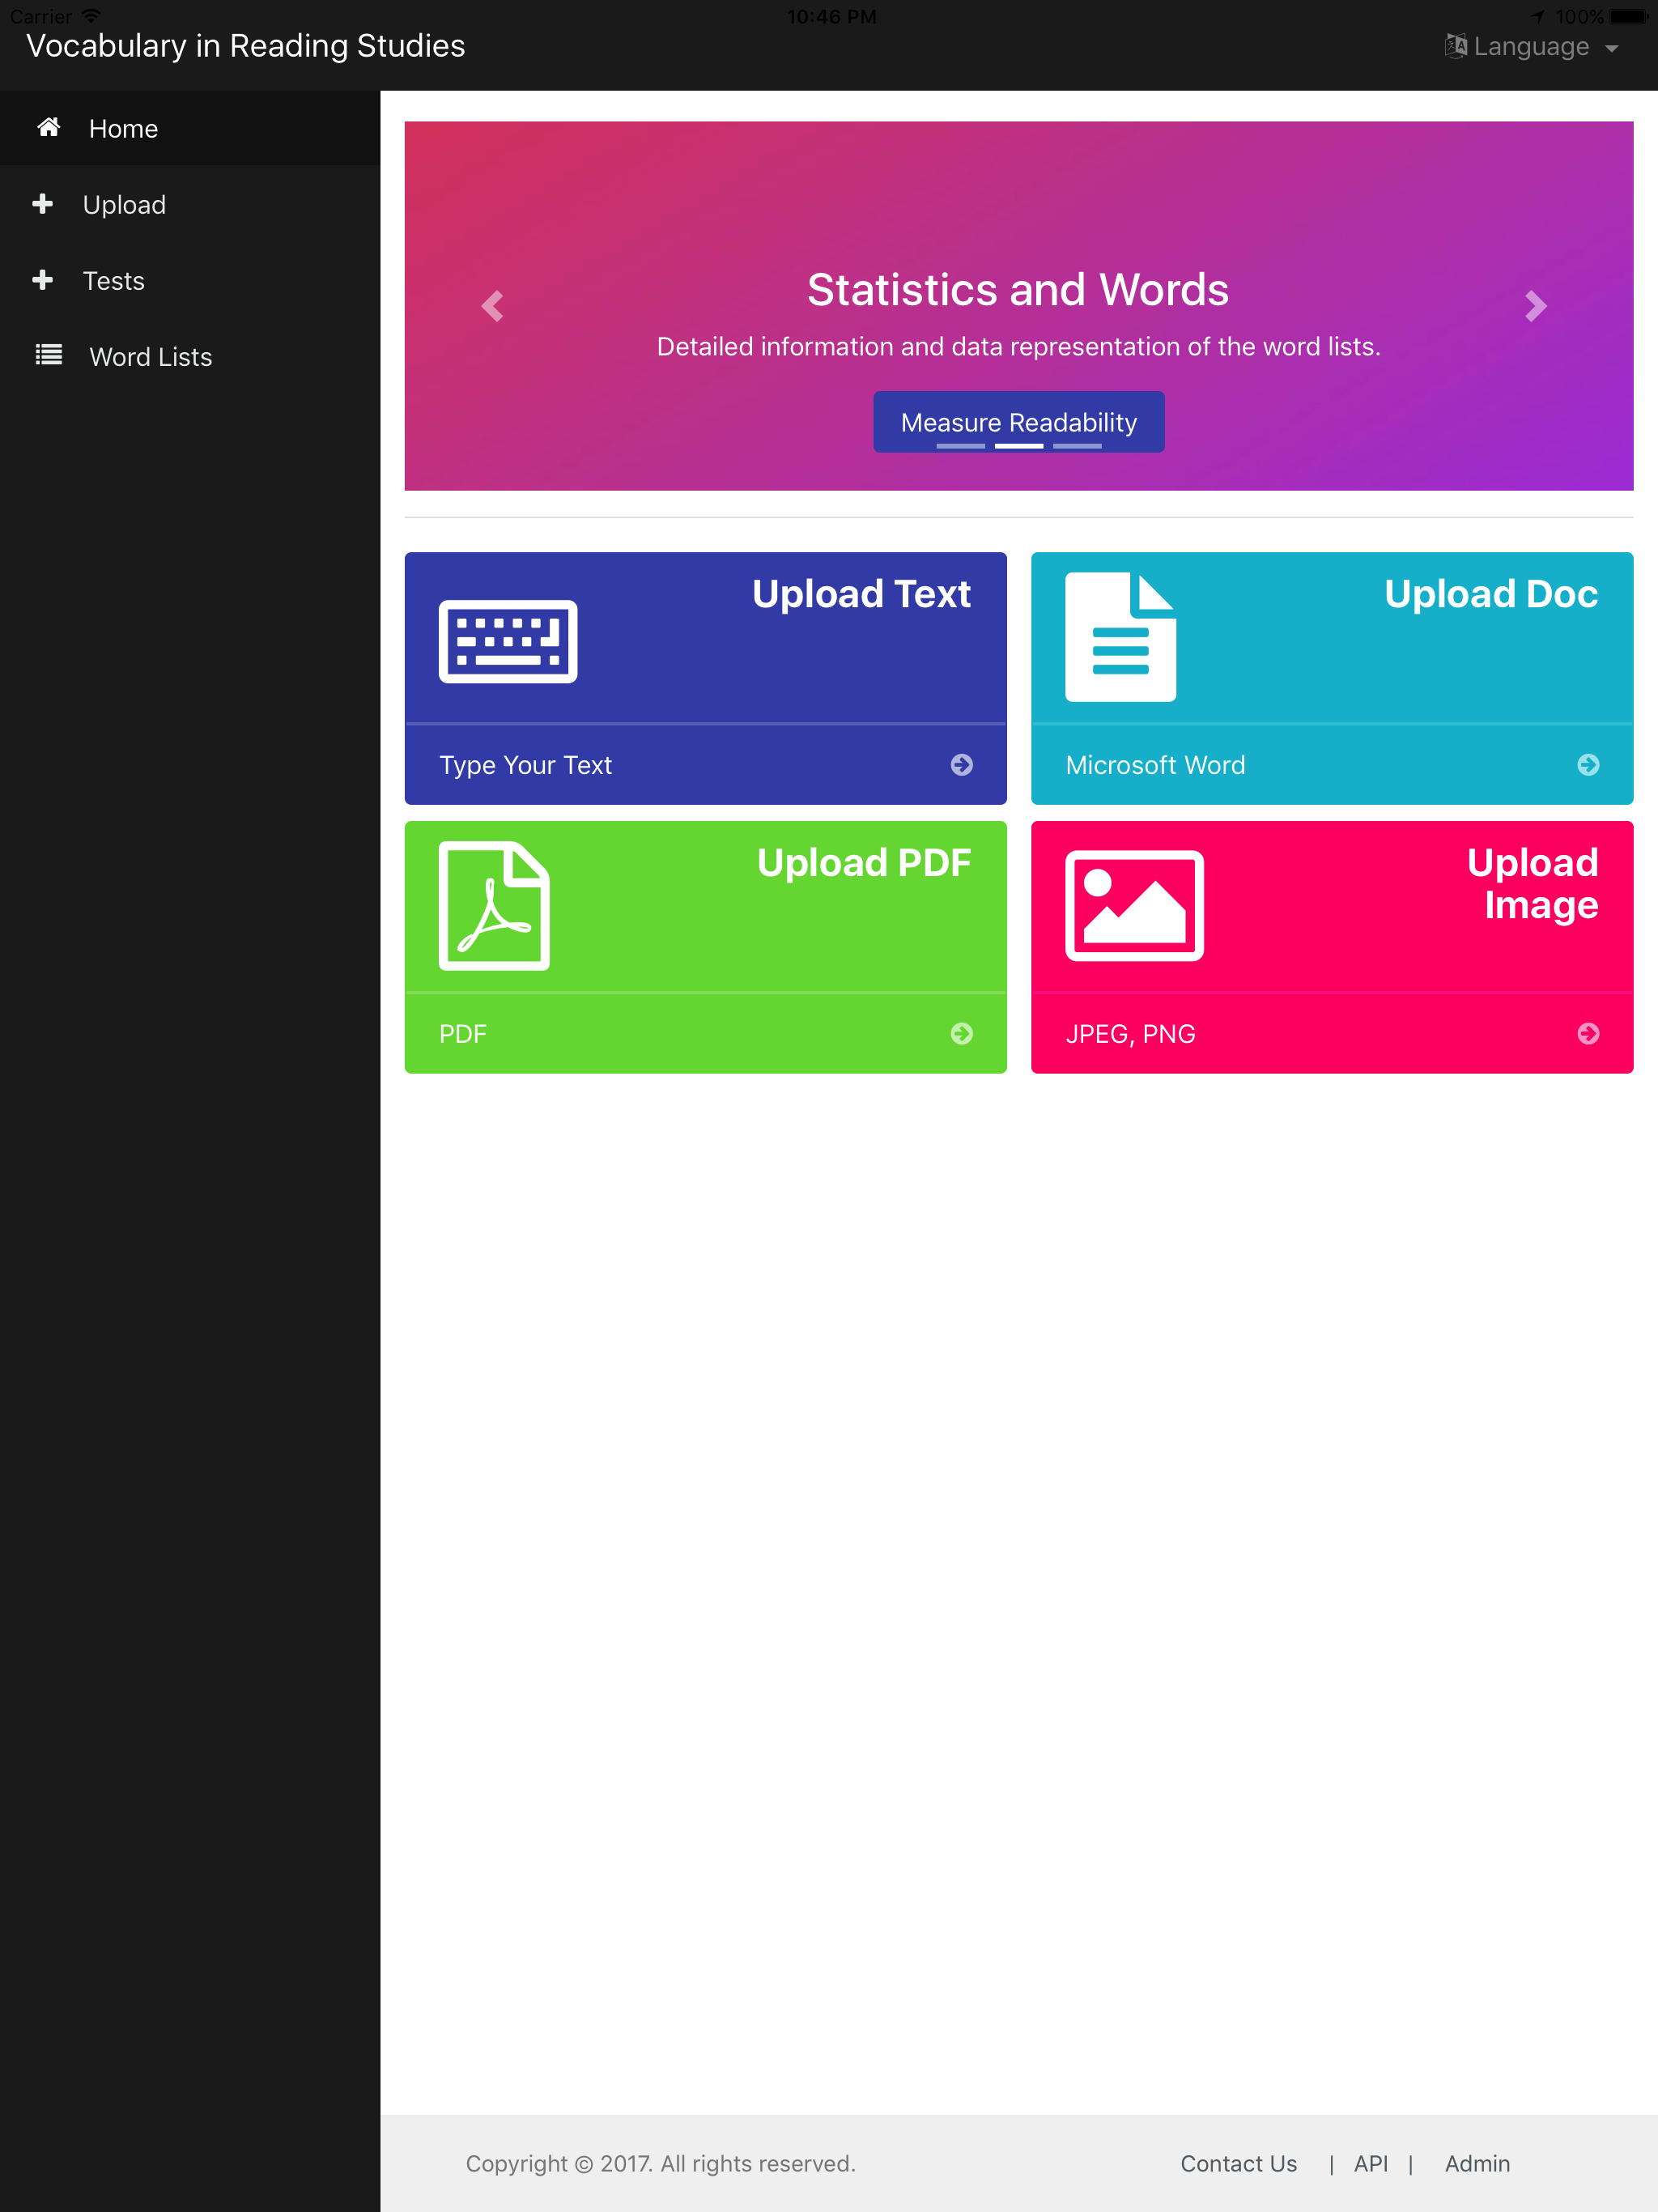 Carrier 10:46 PM 100%
Vocabulary in Reading Studies
Language
Home
Upload
Tests
Word Lists
Statistics and Words
Detailed information and data representation of the word lists.
Measure Readability
Upload Text
Type Your Text
Upload Doc
Microsoft Word
Upload PDF
PDF
Upload
Image
JPEG, PNG
Copyright © 2017. All rights reserved.
Contact Us | API | Admin